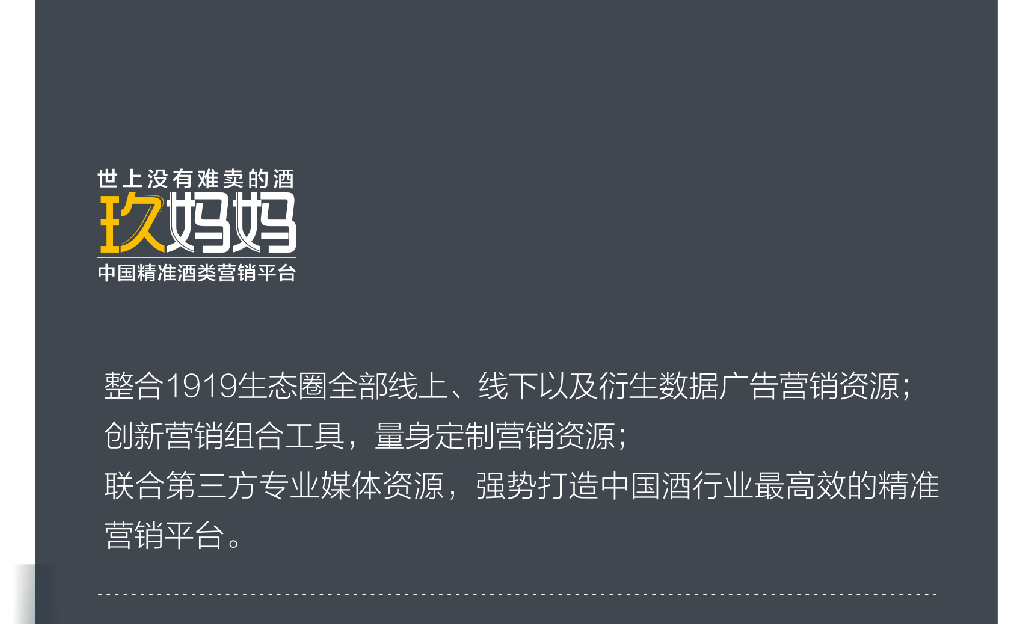 世上没有难卖的酒
玖妈妈
中国精准酒类营销平台
整合1919生态圈全部线上、线下以及衍生数据广告营销资源；
创新营销组合工具，量身定制营销资源；
联合第三方专业媒体资源，强势打造中国酒行业最高效的精准
营销平台。